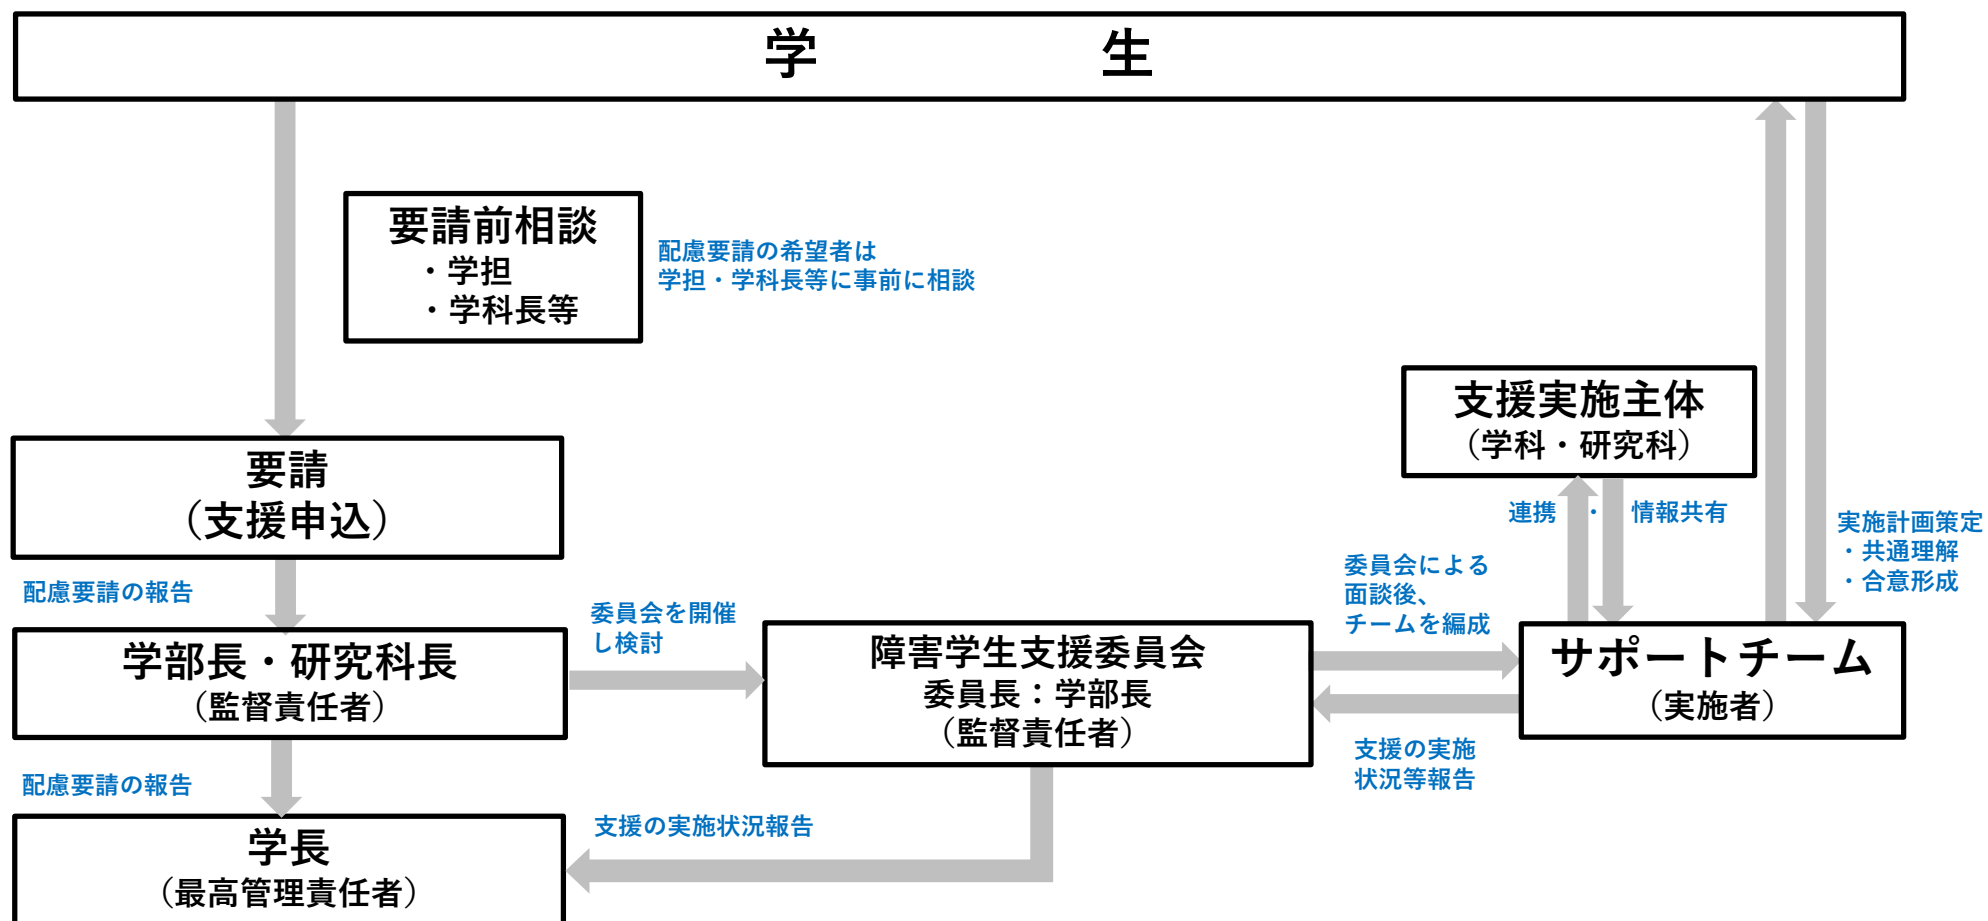 学生
要請前相談
・学担
・学科長等
配慮要請の希望者は
学担・学科長等に事前に相談
支援実施主体
（学科・研究科）
連携・情報共有
実施計画策定
・共通理解
・合意形成
要請
（支援申込）
配慮要請の報告
委員会による
面談後、
チームを編成
委員会を開催
し検討
学部長・研究科長
（監督責任者）
障害学生支援委員会
委員長：学部長
（監督責任者）
サポートチーム
（実施者）
支援の実施
状況等報告
配慮要請の報告
支援の実施状況報告
学長
（最高管理責任者）